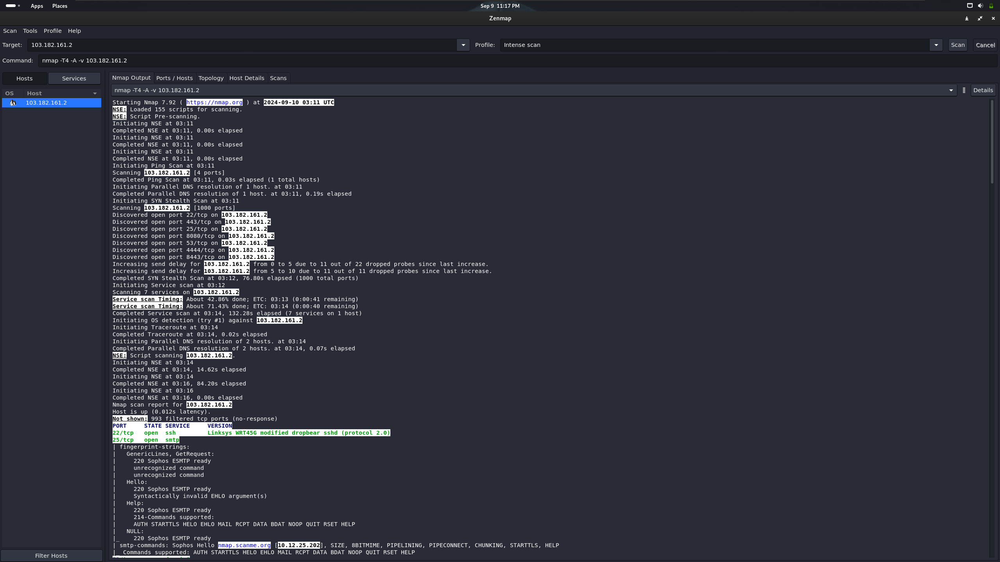 Apps Places Sep 9 11:17 PM
Zenmap
Scan Tools Profile Help
Target: 103.182.161.2 Profile: Intense scan Scan Cancel
Command: nmap -T4 -A -v 103.182.161.2
Hosts Services
Nmap Output Ports / Hosts Topology Host Details Scans
OS Host
103.182.161.2
nmap -T4 -A -v 103.182.161.2 Details
Starting Nmap 7.92 ( https://nmap.org ) at 2024-09-10 03:11 UTC
NSE: Loaded 155 scripts for scanning.
NSE: Script Pre-scanning.
Initiating NSE at 03:11
Completed NSE at 03:11, 0.00s elapsed
Initiating NSE at 03:11
Completed NSE at 03:11, 0.00s elapsed
Initiating NSE at 03:11
Completed NSE at 03:11, 0.00s elapsed
Initiating Ping Scan at 03:11
Scanning 103.182.161.2 [4 ports]
Completed Ping Scan at 03:11, 0.03s elapsed (1 total hosts)
Initiating Parallel DNS resolution of 1 host. at 03:11
Completed Parallel DNS resolution of 1 host. at 03:11, 0.19s elapsed
Initiating SYN Stealth Scan at 03:11
Scanning 103.182.161.2 [1000 ports]
Discovered open port 22/tcp on 103.182.161.2
Discovered open port 443/tcp on 103.182.161.2
Discovered open port 25/tcp on 103.182.161.2
Discovered open port 8080/tcp on 103.182.161.2
Discovered open port 53/tcp on 103.182.161.2
Discovered open port 4444/tcp on 103.182.161.2
Discovered open port 8443/tcp on 103.182.161.2
Increasing send delay for 103.182.161.2 from 0 to 5 due to 11 out of 22 dropped probes since last increase.
Increasing send delay for 103.182.161.2 from 5 to 10 due to 11 out of 11 dropped probes since last increase.
Completed SYN Stealth Scan at 03:12, 76.80s elapsed (1000 total ports)
Initiating Service scan at 03:12
Scanning 7 services on 103.182.161.2
Service scan Timing: About 42.86% done; ETC: 03:13 (0:00:41 remaining)
Service scan Timing: About 71.43% done; ETC: 03:14 (0:00:40 remaining)
Completed Service scan at 03:14, 132.28s elapsed (7 services on 1 host)
Initiating OS detection (try #1) against 103.182.161.2
Initiating Traceroute at 03:14
Completed Traceroute at 03:14, 0.02s elapsed
Initiating Parallel DNS resolution of 2 hosts. at 03:14
Completed Parallel DNS resolution of 2 hosts. at 03:14, 0.07s elapsed
NSE: Script scanning 103.182.161.2.
Initiating NSE at 03:14
Completed NSE at 03:14, 14.62s elapsed
Initiating NSE at 03:14
Completed NSE at 03:16, 84.20s elapsed
Initiating NSE at 03:16
Completed NSE at 03:16, 0.00s elapsed
Nmap scan report for 103.182.161.2
Host is up (0.012s latency).
Not shown: 993 filtered tcp ports (no-response)
PORT STATE SERVICE VERSION
22/tcp open ssh Linksys WRT45G modified dropbear sshd (protocol 2.0)
25/tcp open smtp
| fingerprint-strings:
| GenericLines, GetRequest:
| 220 Sophos ESMTP ready
| unrecognized command
| unrecognized command
| Hello:
| 220 Sophos ESMTP ready
| Syntactically invalid EHLO argument(s)
| Help:
| 220 Sophos ESMTP ready
| 214-Commands supported:
| AUTH STARTTLS HELO EHLO MAIL RCPT DATA BDAT NOOP QUIT RSET HELP
| NULL:
|_ 220 Sophos ESMTP ready
| smtp-commands: Sophos Hello nmap.scanme.org [10.12.25.202], SIZE, 8BITMIME, PIPELINING, PIPECONNECT, CHUNKING, STARTTLS, HELP
|_ Commands supported: AUTH STARTTLS HELO EHLO MAIL RCPT DATA BDAT NOOP QUIT RSET HELP
Filter Hosts